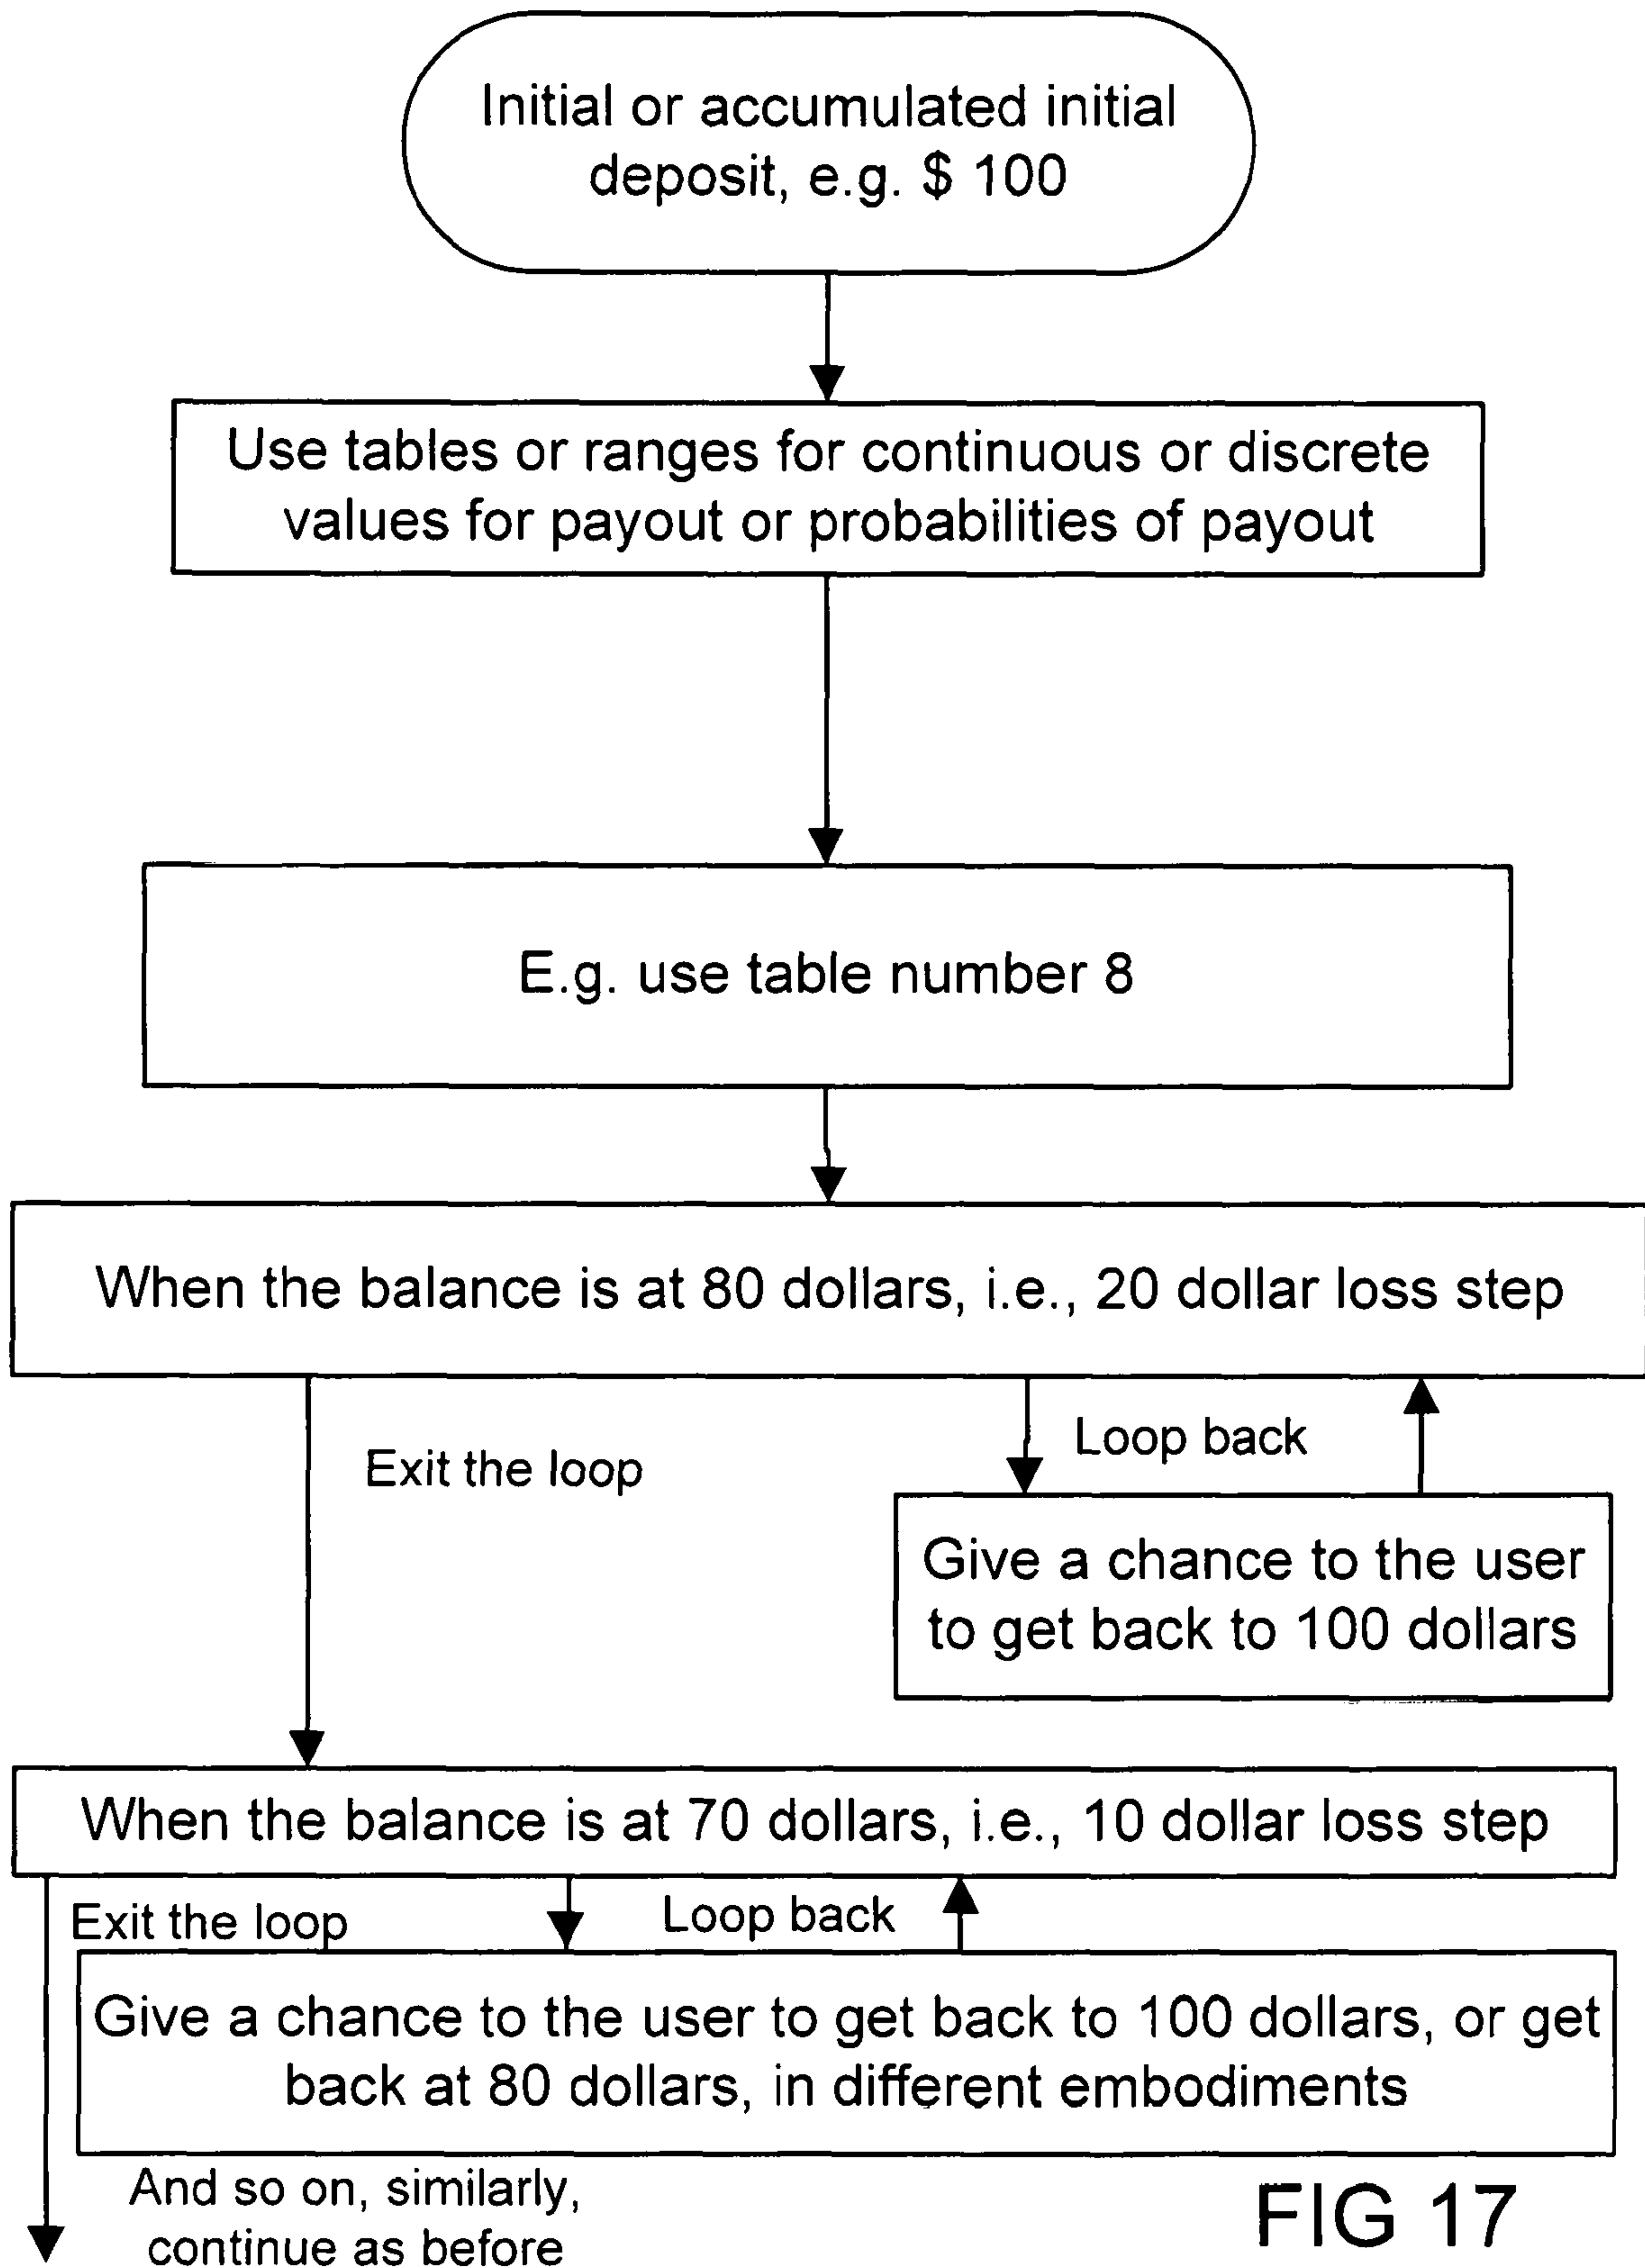 Initial or accumulated initial
deposit, e.g. $ 100
Use tables or ranges for continuous or discrete
values for payout or probabilities of payout
E.g. use table number 8
When the balance is at 80 dollars, i.e., 20 dollar loss step
Exit the loop
Loop back
Give a chance to the user
to get back to 100 dollars
When the balance is at 70 dollars, i.e., 10 dollar loss step
Exit the loop
Loop back
Give a chance to the user to get back to 100 dollars, or get
back at 80 dollars, in different embodiments
And so on, similarly,
continue as before
FIG 17